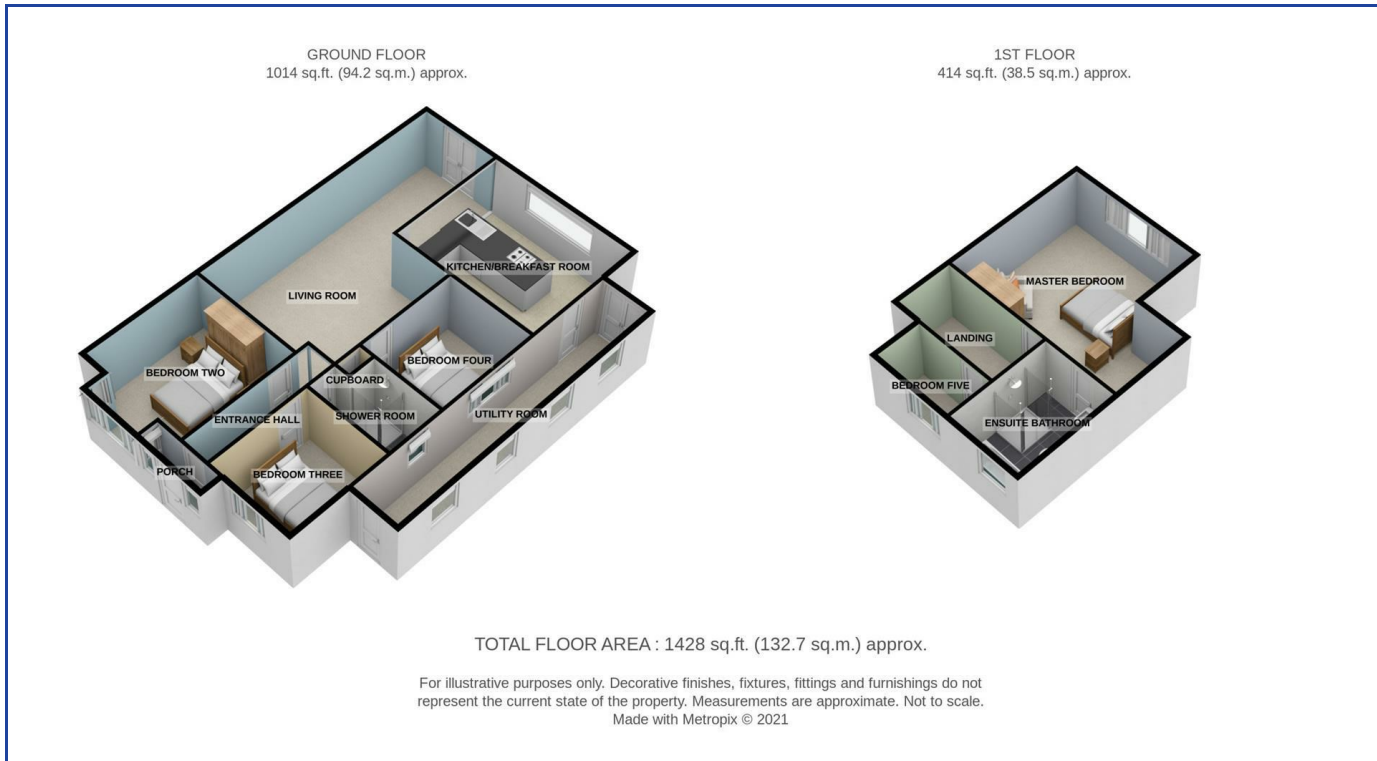 GROUND FLOOR
1014 sq.ft. (94.2 sq.m.) approx.
1ST FLOOR
414 sq.ft. (38.5 sq.m.) approx.
KITCHEN/BREAKFAST ROOM
LIVING ROOM
BEDROOM TWO
BEDROOM FOUR
CUPBOARD
SHOWER ROOM
UTILITY ROOM
ENTRANCE HALL
PORCH
BEDROOM THREE
MASTER BEDROOM
LANDING
BEDROOM FIVE
ENSUITE BATHROOM
TOTAL FLOOR AREA : 1428 sq.ft. (132.7 sq.m.) approx.
For illustrative purposes only. Decorative finishes, fixtures, fittings and furnishings do not
represent the current state of the property. Measurements are approximate. Not to scale.
Made with Metropix © 2021